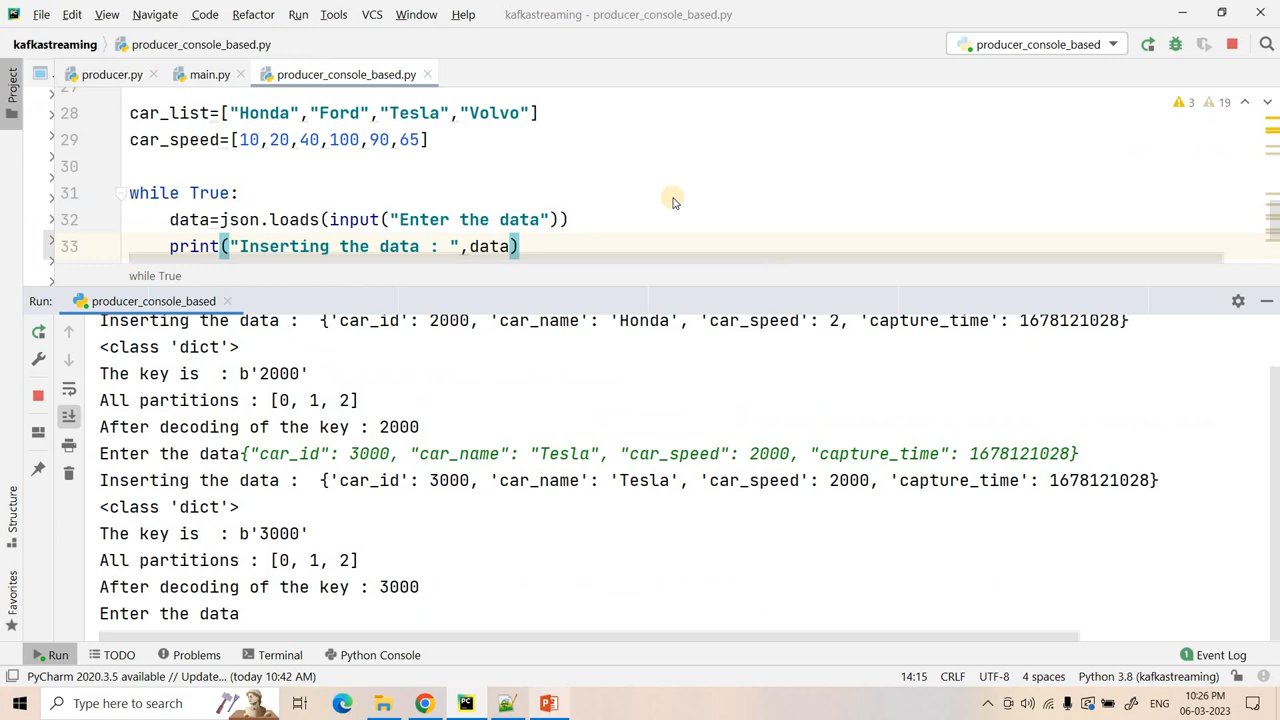 File Edit View Navigate Code Refactor Run Tools VCS Window Help kafkastreaming - producer_console_based.py
kafkastreaming producer_console_based.py producer_console_based
Project
producer.py main.py producer_console_based.py
27
28 car_list=["Honda","Ford","Tesla","Volvo"] 3 19
29 car_speed=[10,20,40,100,90,65]
30
31 while True:
32 data=json.loads(input("Enter the data"))
33 print("Inserting the data : ",data)
while True
Run: producer_console_based
Inserting the data :  {'car_id': 2000, 'car_name': 'Honda', 'car_speed': 2, 'capture_time': 1678121028}
<class 'dict'>
The key is  : b'2000'
All partitions : [0, 1, 2]
After decoding of the key : 2000
Enter the data{"car_id": 3000, "car_name": "Tesla", "car_speed": 2000, "capture_time": 1678121028}
Inserting the data :  {'car_id': 3000, 'car_name': 'Tesla', 'car_speed': 2000, 'capture_time': 1678121028}
<class 'dict'>
The key is  : b'3000'
All partitions : [0, 1, 2]
After decoding of the key : 3000
Enter the data
Structure
Favorites
Run TODO Problems Terminal Python Console 1 Event Log
PyCharm 2020.3.5 available // Update... (today 10:42 AM) 14:15 CRLF UTF-8 4 spaces Python 3.8 (kafkastreaming)
Type here to search ENG 10:26 PM
06-03-2023